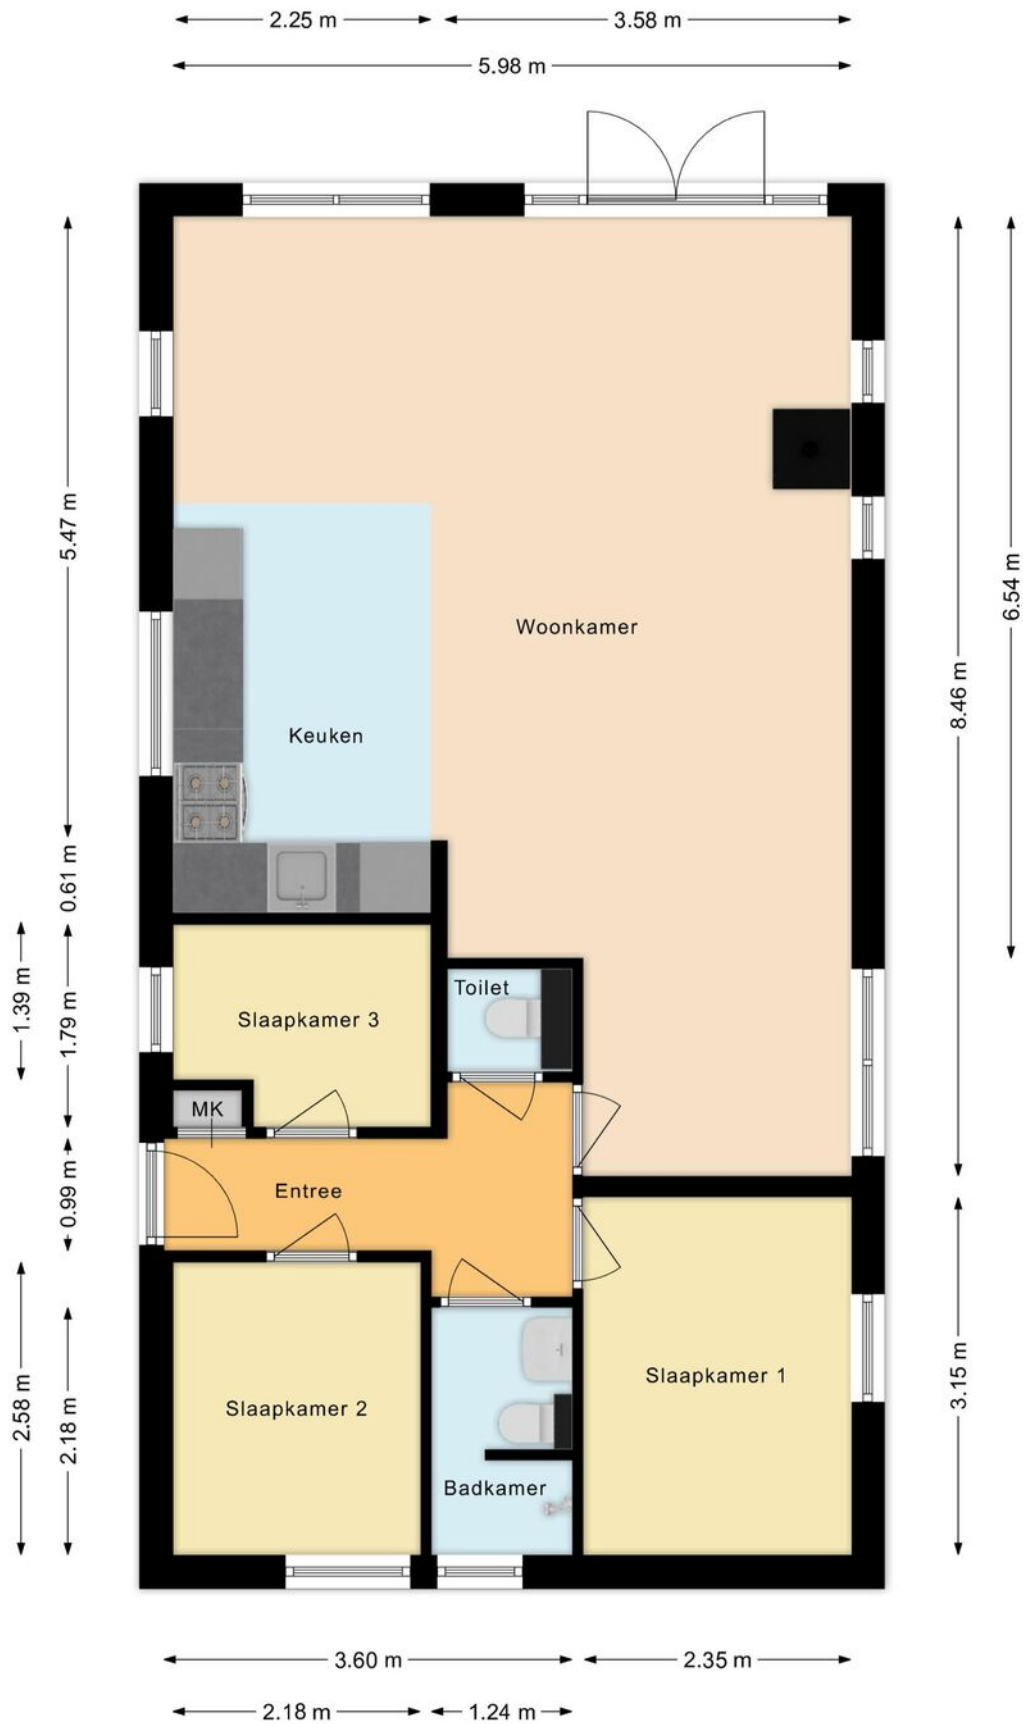 2.25 m
3.58 m
5.98 m
5.47 m
6.54 m
Woonkamer
8.46 m
Keuken
0.61 m
Toilet
1.39 m
1.79 m
Slaapkamer 3
MK
0.99 m
Entree
Slaapkamer 1
3.15 m
Slaapkamer 2
2.58 m
2.18 m
Badkamer
3.60 m
2.35 m
2.18 m
1.24 m